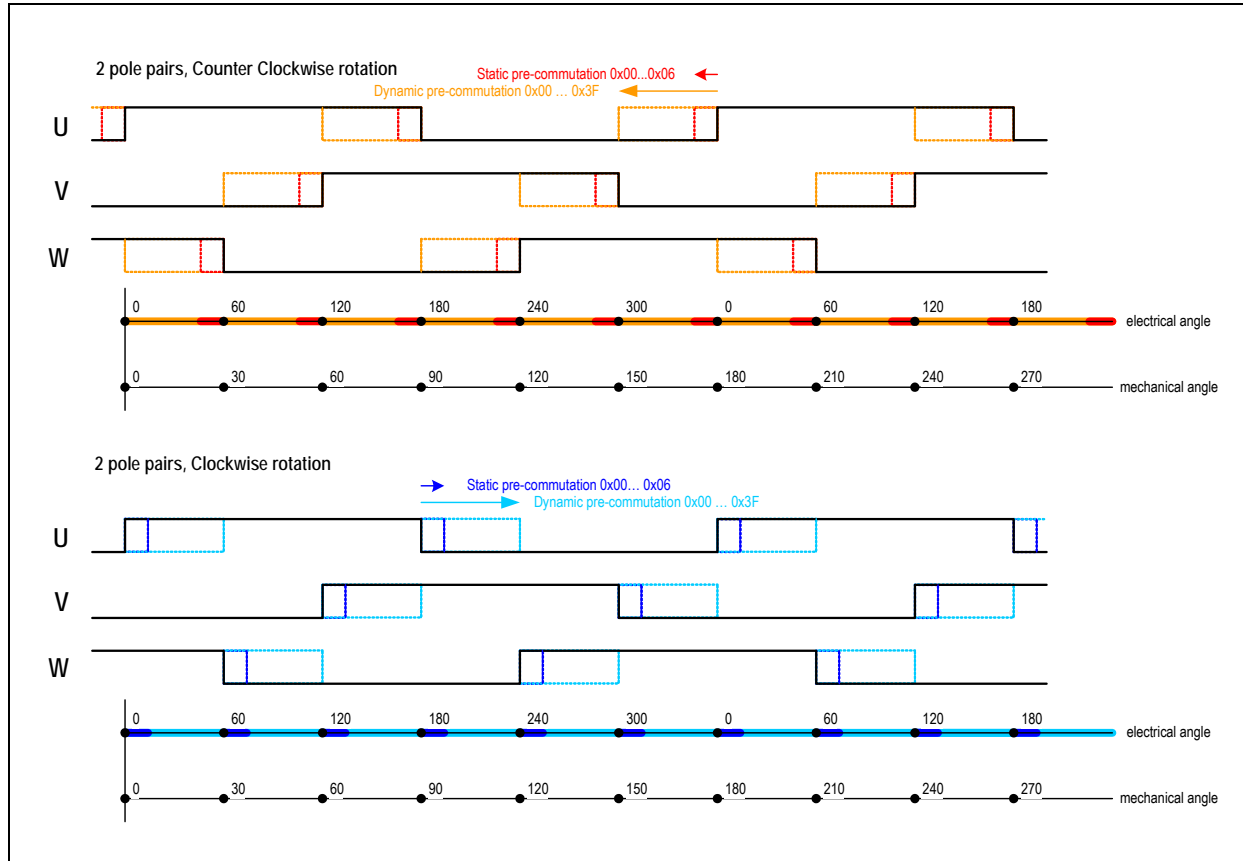 2 pole pairs, Counter Clockwise rotation
Static pre-commutation 0x00...0x06
Dynamic pre-commutation 0x00 … 0x3F
U
V
W
0 60 120 180 240 300 0 60 120 180
electrical angle
0 30 60 90 120 150 180 210 240 270
mechanical angle
2 pole pairs, Clockwise rotation
Static pre-commutation 0x00… 0x06
Dynamic pre-commutation 0x00 … 0x3F
U
V
W
0 60 120 180 240 300 0 60 120 180
electrical angle
0 30 60 90 120 150 180 210 240 270
mechanical angle